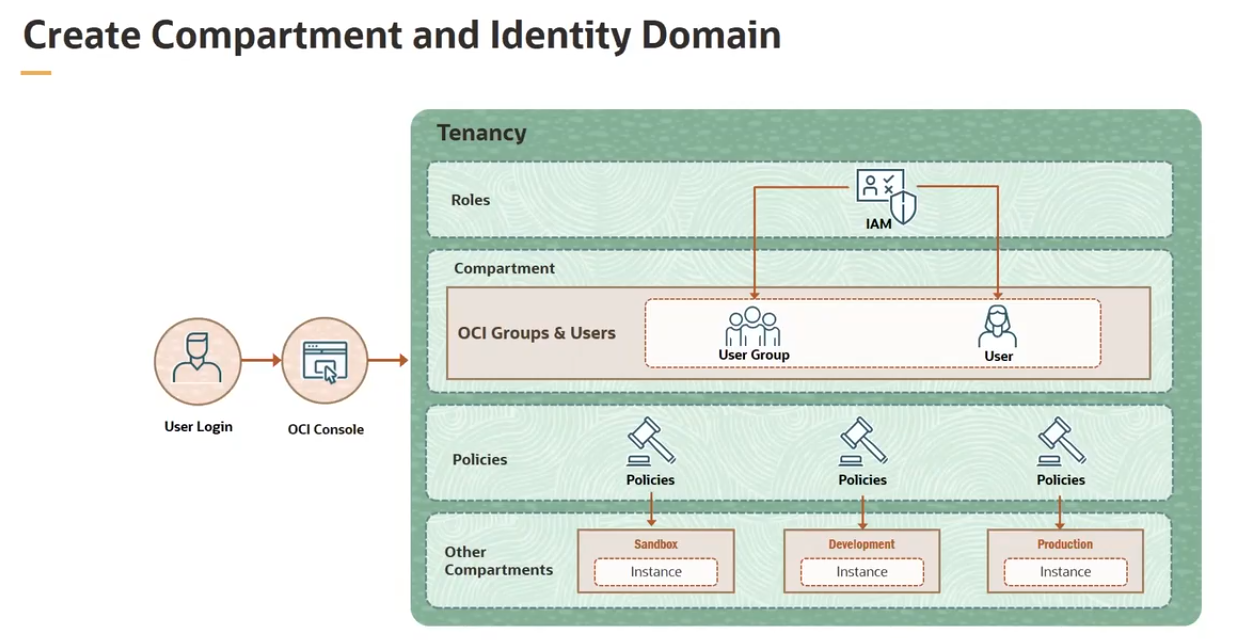 Create Compartment and Identity Domain
Tenancy
Roles
IAM
Compartment
OCI Groups & Users
User Group
User
User Login
OCI Console
Policies
Policies
Policies
Policies
Other
Compartments
Sandbox
Instance
Development
Instance
Production
Instance